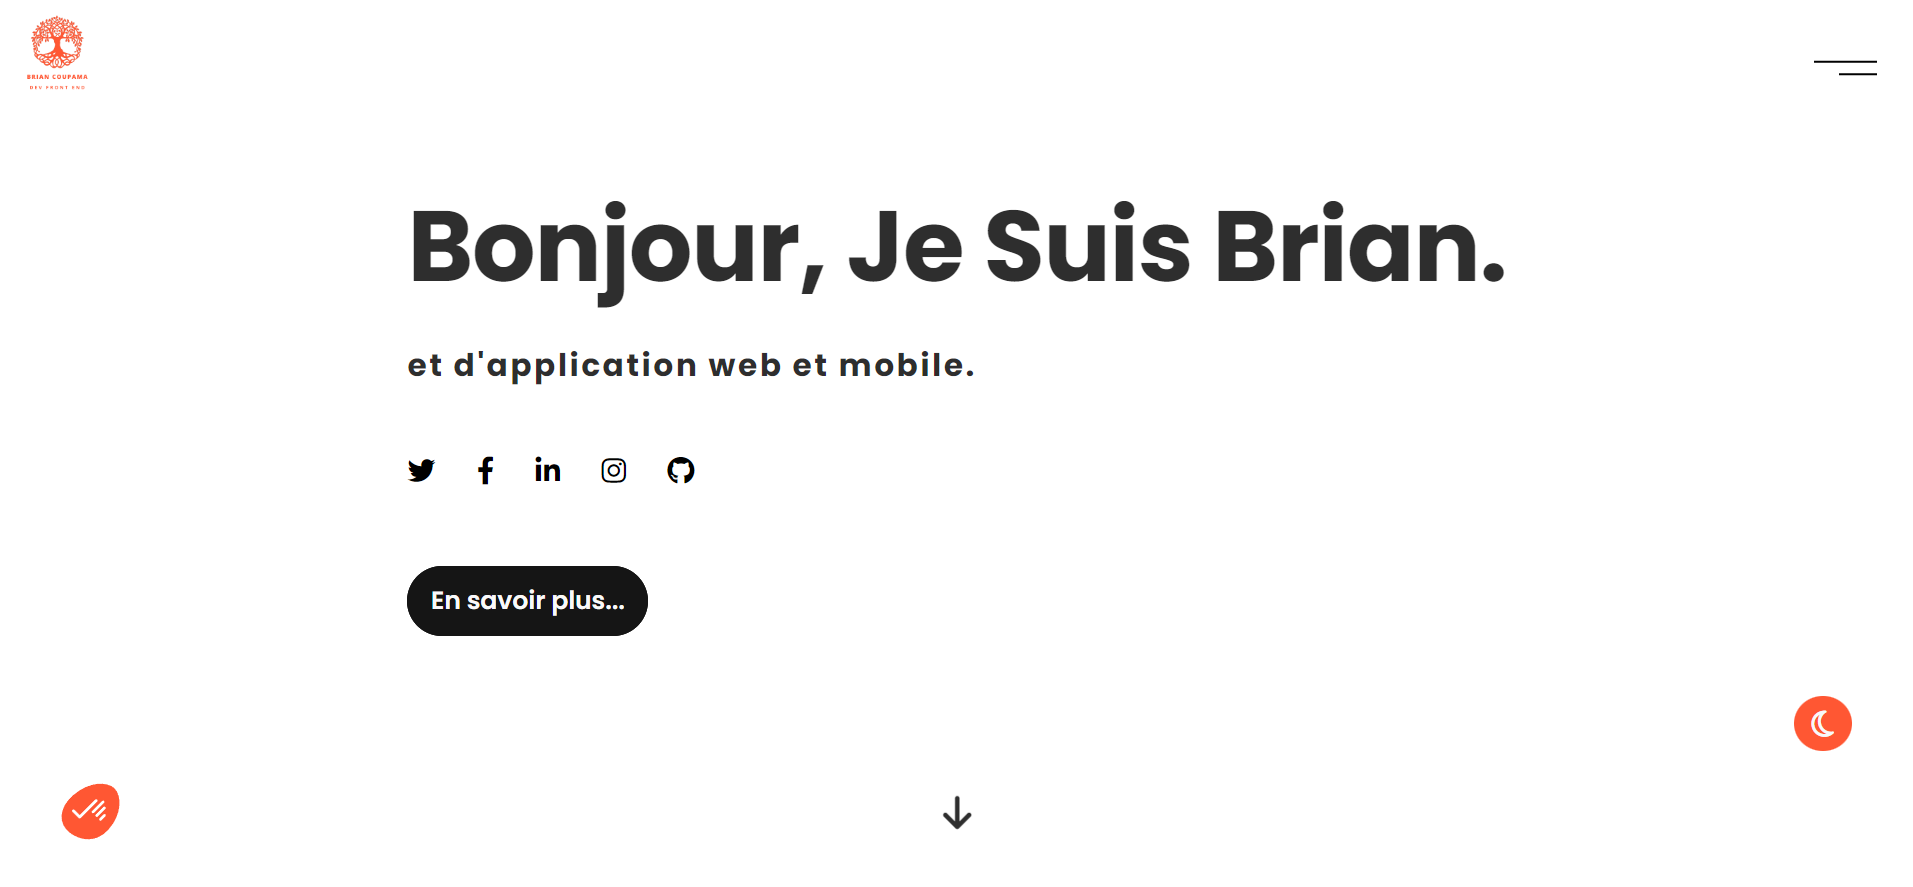 BRIAN COUPAMA
DEV FRONT END
Bonjour, Je Suis Brian.
et d'application web et mobile.
En savoir plus...